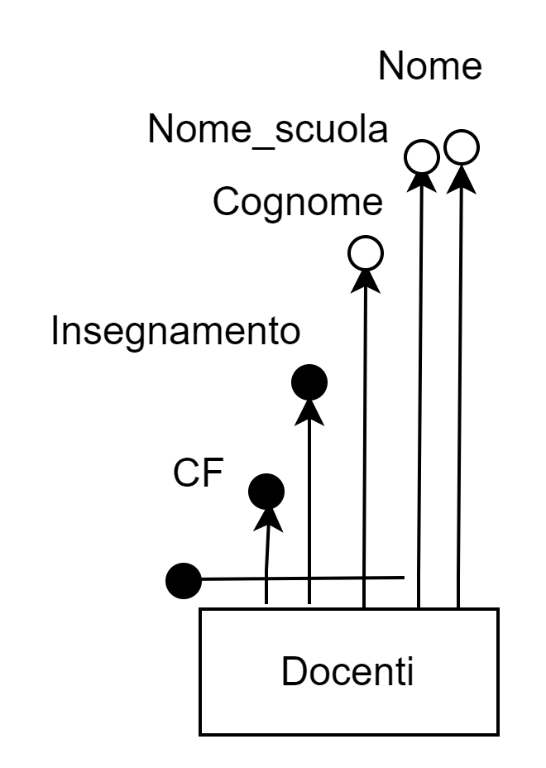 Nome
Nome_scuola
Cognome
Insegnamento
CF
Docenti